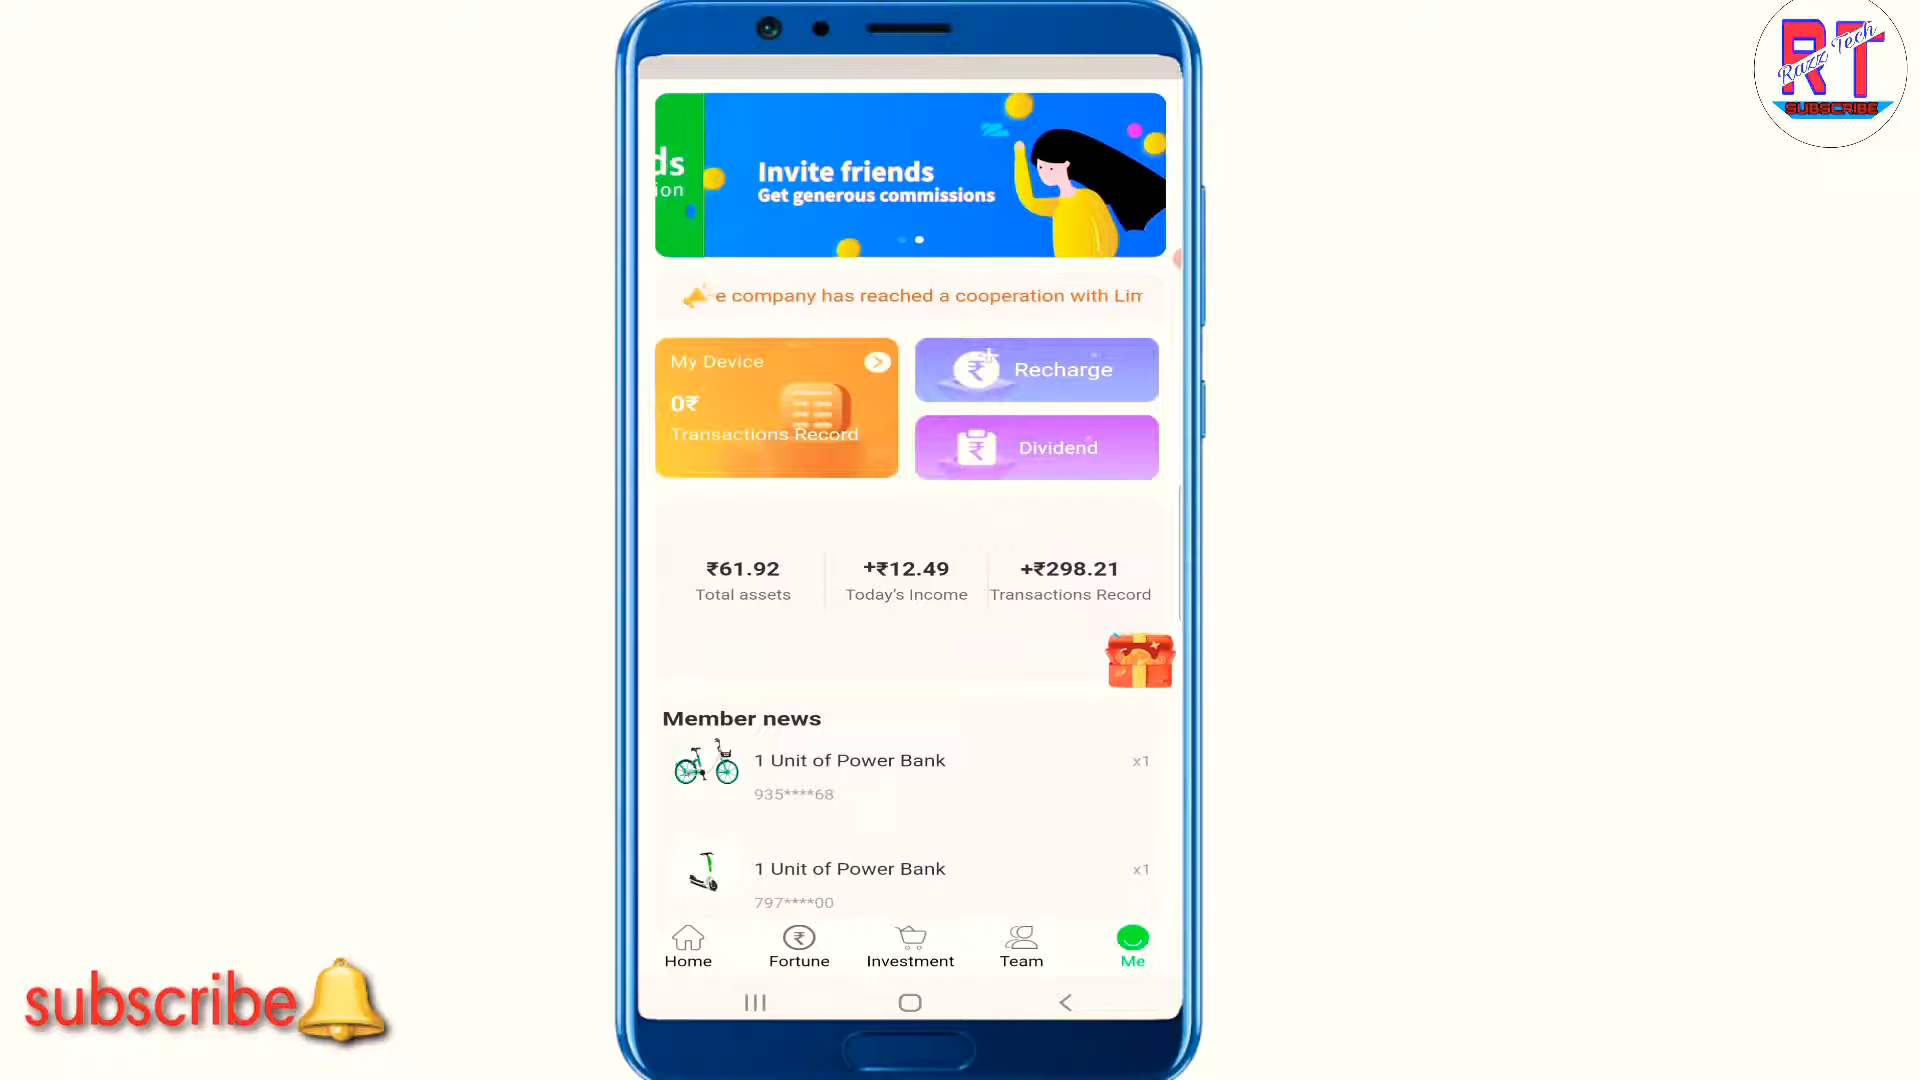 RT
Razz Tech
SUBSCRIBE
ds
ion
Invite friends
Get generous commissions
e company has reached a cooperation with Lim
My Device
0₹
Transactions Record
Recharge
Dividend
₹61.92
Total assets
+₹12.49
Today's Income
+₹298.21
Transactions Record
Member news
1 Unit of Power Bank
x1
935****68
1 Unit of Power Bank
x1
797****00
Home
Fortune
Investment
Team
Me
subscribe